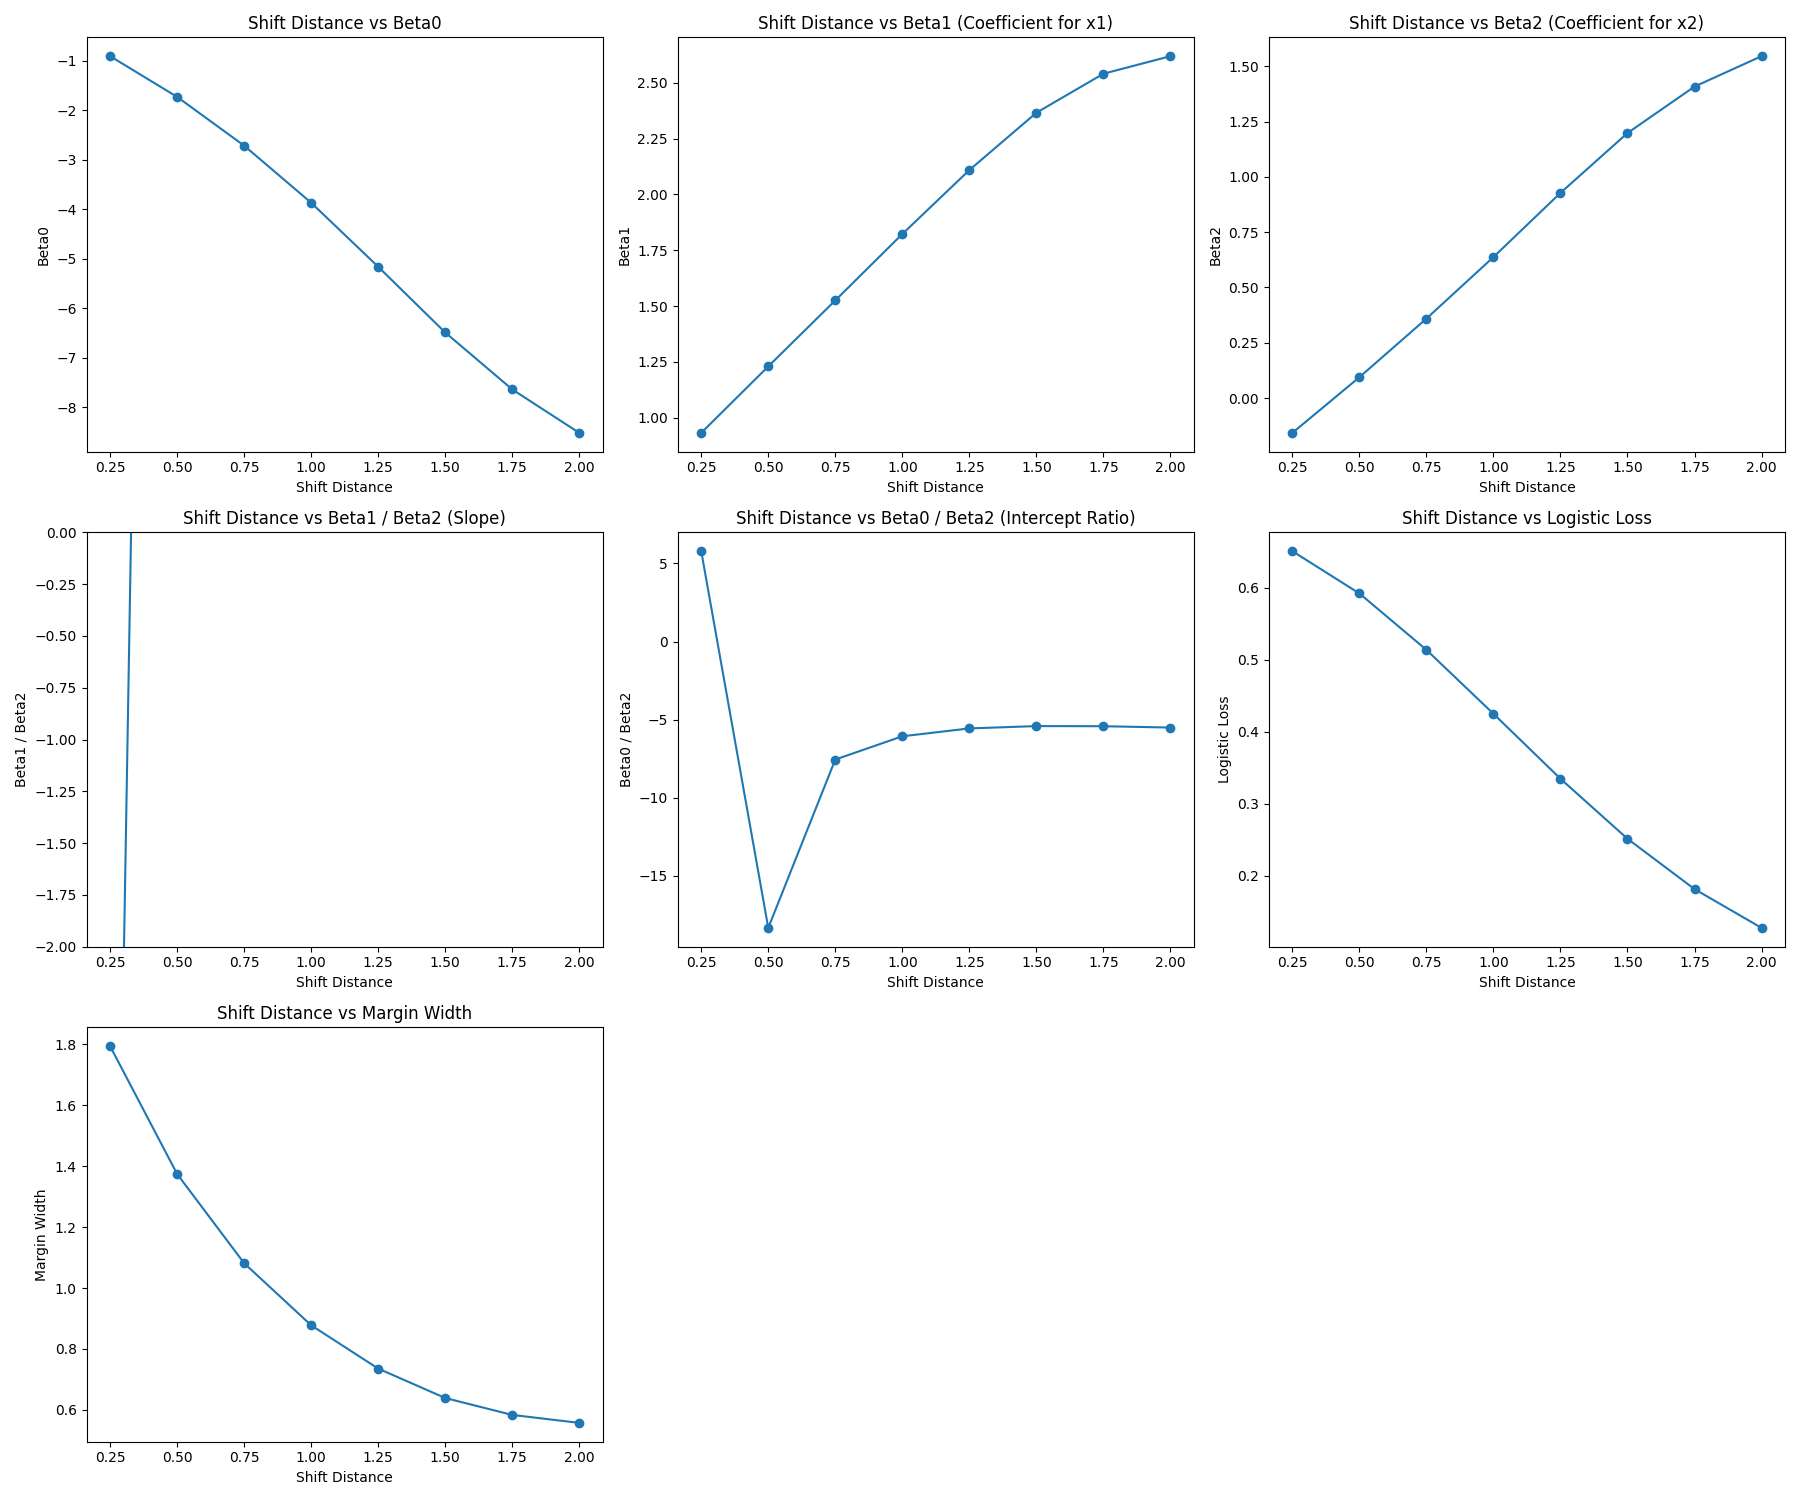 Shift Distance vs Beta0
−1
−2
−3
−4
−5
−6
−7
−8
Beta0
0.25 0.50 0.75 1.00 1.25 1.50 1.75 2.00
Shift Distance
Shift Distance vs Beta1 (Coefficient for x1)
2.50
2.25
2.00
1.75
1.50
1.25
1.00
Beta1
0.25 0.50 0.75 1.00 1.25 1.50 1.75 2.00
Shift Distance
Shift Distance vs Beta2 (Coefficient for x2)
1.50
1.25
1.00
0.75
0.50
0.25
0.00
Beta2
0.25 0.50 0.75 1.00 1.25 1.50 1.75 2.00
Shift Distance
Shift Distance vs Beta1 / Beta2 (Slope)
0.00
−0.25
−0.50
−0.75
−1.00
−1.25
−1.50
−1.75
−2.00
Beta1 / Beta2
0.25 0.50 0.75 1.00 1.25 1.50 1.75 2.00
Shift Distance
Shift Distance vs Beta0 / Beta2 (Intercept Ratio)
5
0
−5
−10
−15
Beta0 / Beta2
0.25 0.50 0.75 1.00 1.25 1.50 1.75 2.00
Shift Distance
Shift Distance vs Logistic Loss
0.6
0.5
0.4
0.3
0.2
Logistic Loss
0.25 0.50 0.75 1.00 1.25 1.50 1.75 2.00
Shift Distance
Shift Distance vs Margin Width
1.8
1.6
1.4
1.2
1.0
0.8
0.6
Margin Width
0.25 0.50 0.75 1.00 1.25 1.50 1.75 2.00
Shift Distance